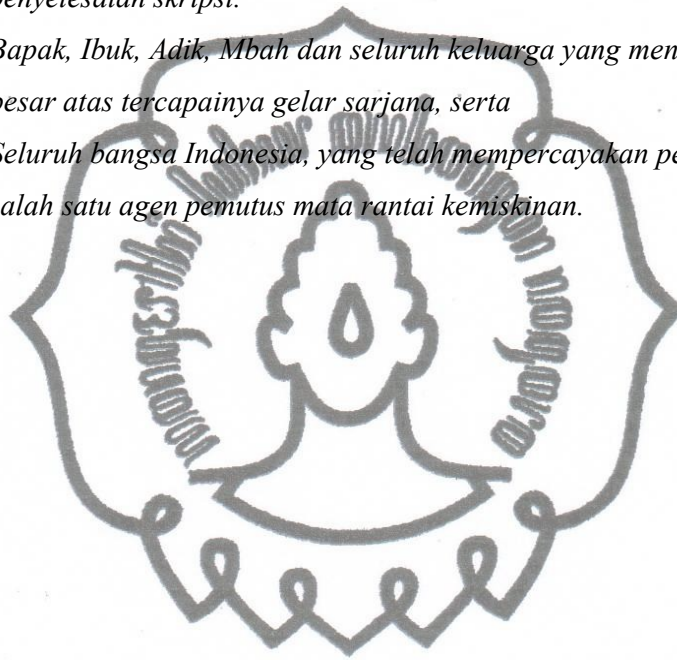 penyelesaian skripsi.
Bapak, Ibuk, Adik, Mbah dan seluruh keluarga yang men
besar atas tercapainya gelar sarjana, serta
Seluruh bangsa Indonesia, yang telah mempercayakan pe
salah satu agen pemutus mata rantai kemiskinan.